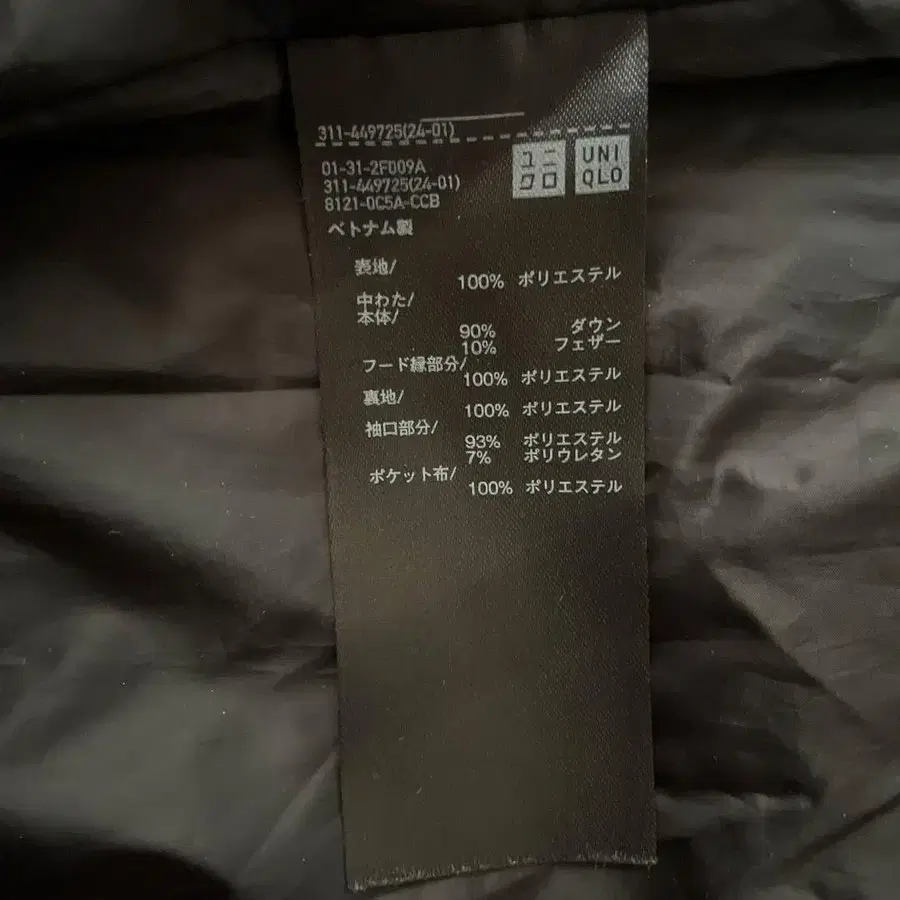 311-449725(24-01)
ユニ
クロ
UNI
QLO
01-31-2F009A
311-449725(24-01)
8121-0C5A-CCB
ベトナム製
表地/
100% ポリエステル
中わた/
本体/
90% ダウン
10% フェザー
フード縁部分/
100% ポリエステル
裏地/
100% ポリエステル
袖口部分/
93% ポリエステル
7% ポリウレタン
ポケット布/
100% ポリエステル